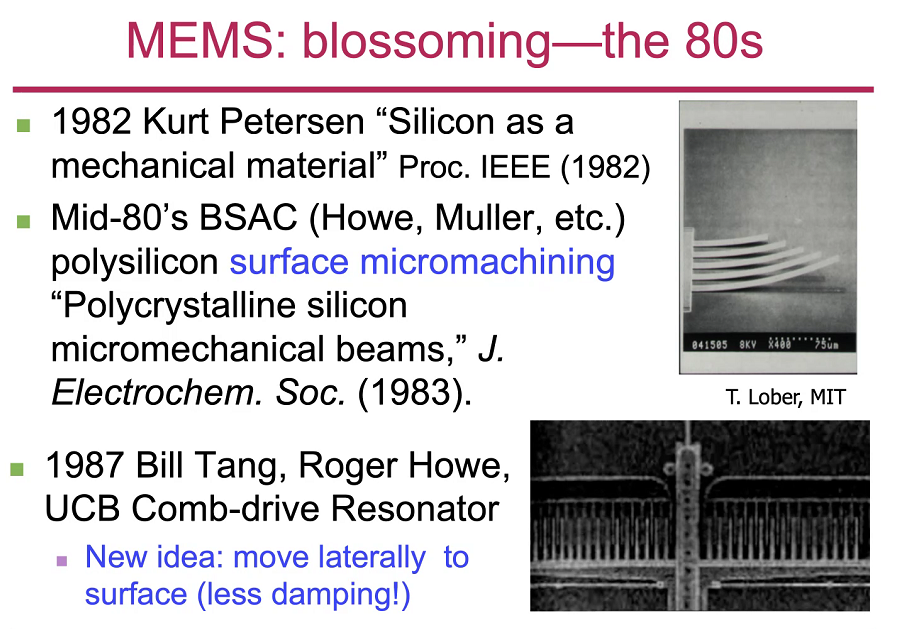 MEMS: blossoming—the 80s
1982 Kurt Petersen “Silicon as a
mechanical material” Proc. IEEE (1982)
Mid-80’s BSAC (Howe, Muller, etc.)
polysilicon surface micromachining
“Polycrystalline silicon
micromechanical beams,” J.
Electrochem. Soc. (1983).
041505 8KV X400 75um
T. Lober, MIT
1987 Bill Tang, Roger Howe,
UCB Comb-drive Resonator
New idea: move laterally to
surface (less damping!)